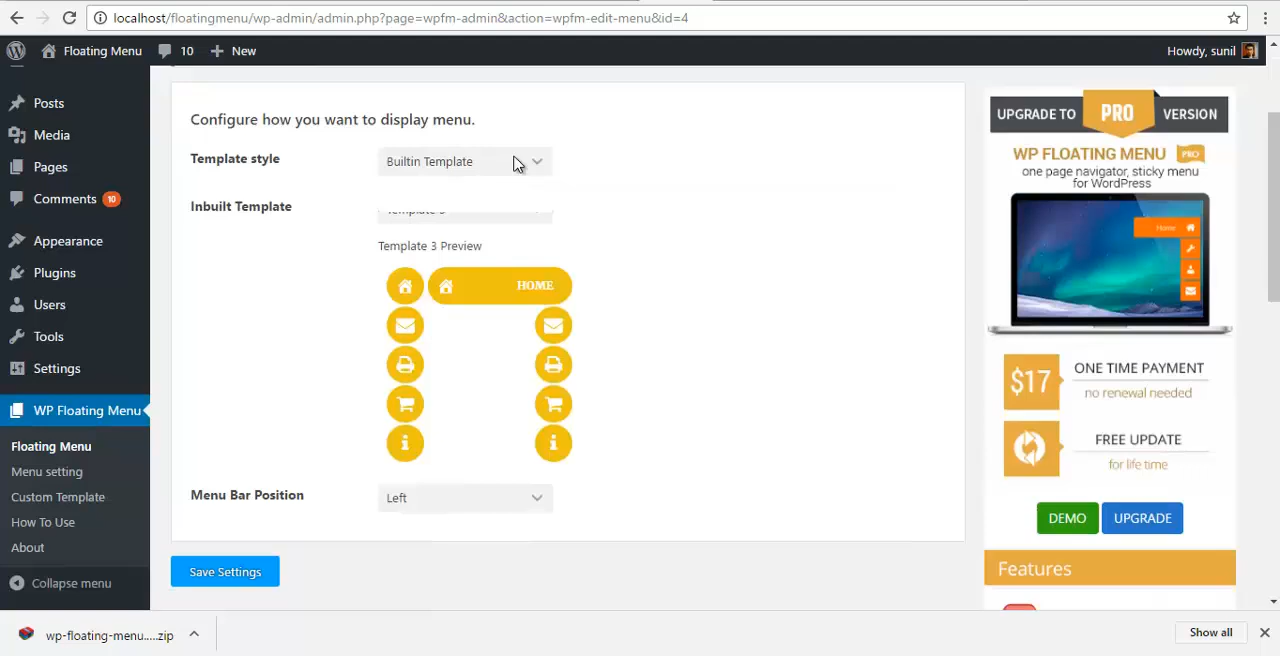 localhost/floatingmenu/wp-admin/admin.php?page=wpfm-admin&action=wpfm-edit-menu&id=4
Floating Menu
10
New
Howdy, sunil
Posts
Media
Pages
Comments 10
Appearance
Plugins
Users
Tools
Settings
WP Floating Menu
Floating Menu
Menu setting
Custom Template
How To Use
About
Collapse menu
Configure how you want to display menu.
Template style
Builtin Template
Inbuilt Template
Template 3 Preview
HOME
Menu Bar Position
Left
Save Settings
UPGRADE TO PRO VERSION
WP FLOATING MENU PRO
one page navigator, sticky menu
for WordPress
Home
$17
ONE TIME PAYMENT
no renewal needed
FREE UPDATE
for life time
DEMO
UPGRADE
Features
wp-floating-menu.....zip
Show all